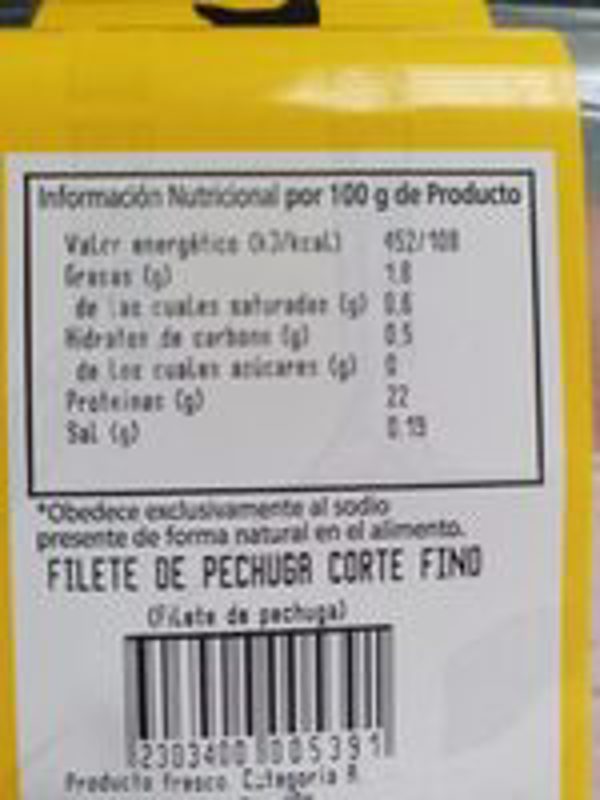 Información Nutricional por 100 g de Producto
Valor energético (kJ/kcal) 452/108
Grasas (g) 1.8
de las cuales saturadas (g) 0.6
Hidratos de carbono (g) 0.5
de los cuales azúcares (g) 0
Proteinas (g) 22
Sal (g) 0.19
*Obedece exclusivamente al sodio
presente de forma natural en el alimento.
FILETE DE PECHUGA CORTE FINO
(Filete de pechuga)
2303400 005391
Producto fresco. Categoría A